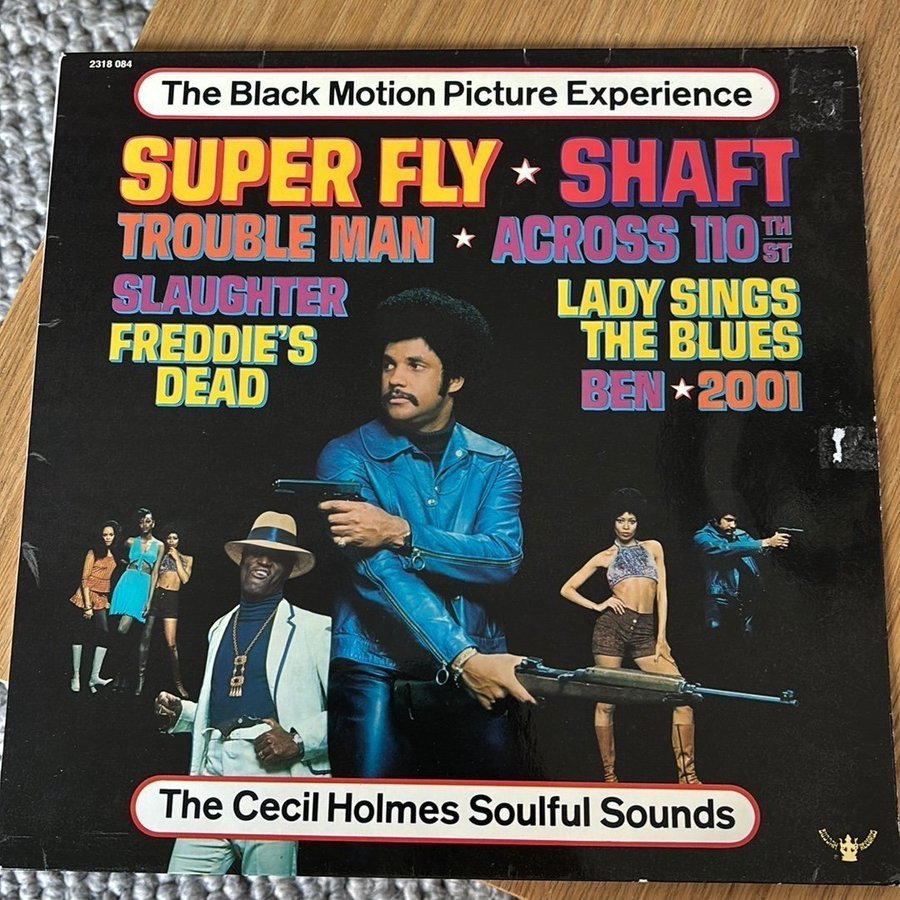 2318 084
The Black Motion Picture Experience
SUPER FLY ★ SHAFT
TROUBLE MAN ★ ACROSS 110TH ST
SLAUGHTER
FREDDIE'S
DEAD
LADY SINGS
THE BLUES
BEN ★ 2001
The Cecil Holmes Soulful Sounds